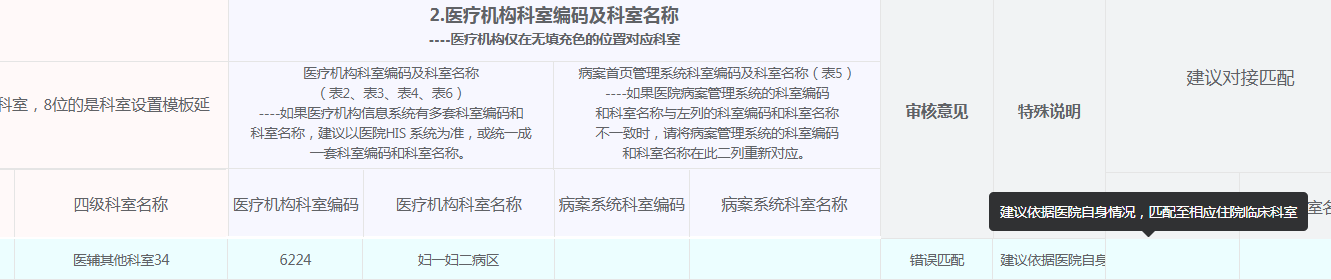 2.医疗机构科室编码及科室名称
----医疗机构仅在无填充色的位置对应科室
科室，8位的是科室设置模板延
医疗机构科室编码及科室名称
（表2、表3、表4、表6）
----如果医疗机构信息系统有多套科室编码和
科室名称，建议以医院HIS 系统为准，或统一成
一套科室编码和科室名称。
病案首页管理系统科室编码及科室名称（表5）
----如果医院病案管理系统的科室编码
和科室名称与左列的科室编码和科室名称
不一致时，请将病案管理系统的科室编码
和科室名称在此二列重新对应。
审核意见
特殊说明
建议对接匹配
四级科室名称
医疗机构科室编码
医疗机构科室名称
病案系统科室编码
病案系统科室名称
室名
建议依据医院自身情况，匹配至相应住院临床科室
医辅其他科室34
6224
妇一妇二病区
错误匹配
建议依据医院自身